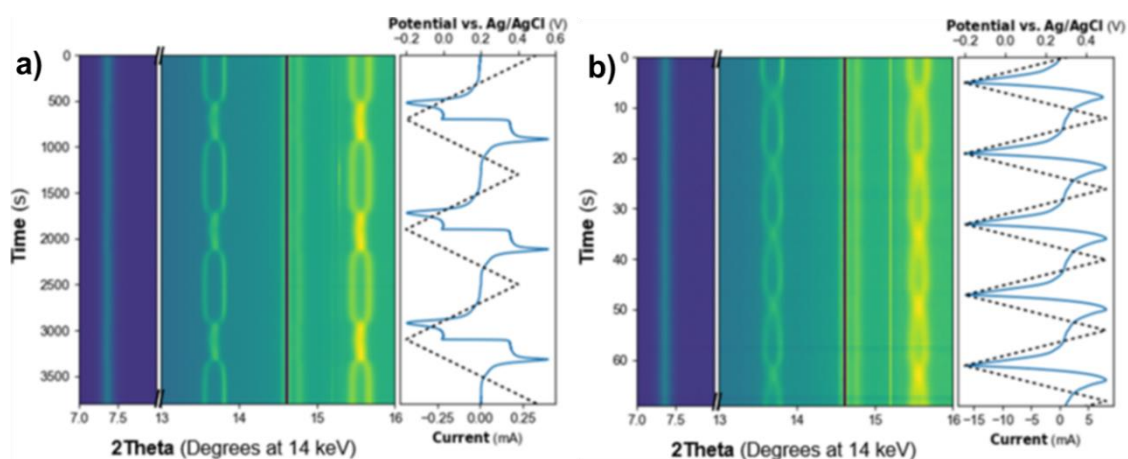 a)
Potential vs. Ag/AgCl (V)
−0.2 0.0 0.2 0.4 0.6
0
500
1000
1500
2000
2500
3000
3500
Time (s)
7.0 7.5 13 14 15 16
2Theta (Degrees at 14 keV)
−0.25 0.00 0.25
Current (mA)
b)
Potential vs. Ag/AgCl (V)
−0.2 0.0 0.2 0.4
0
10
20
30
40
50
60
Time (s)
7.0 7.5 13 14 15 16
2Theta (Degrees at 14 keV)
−15 −10 −5 0 5
Current (mA)